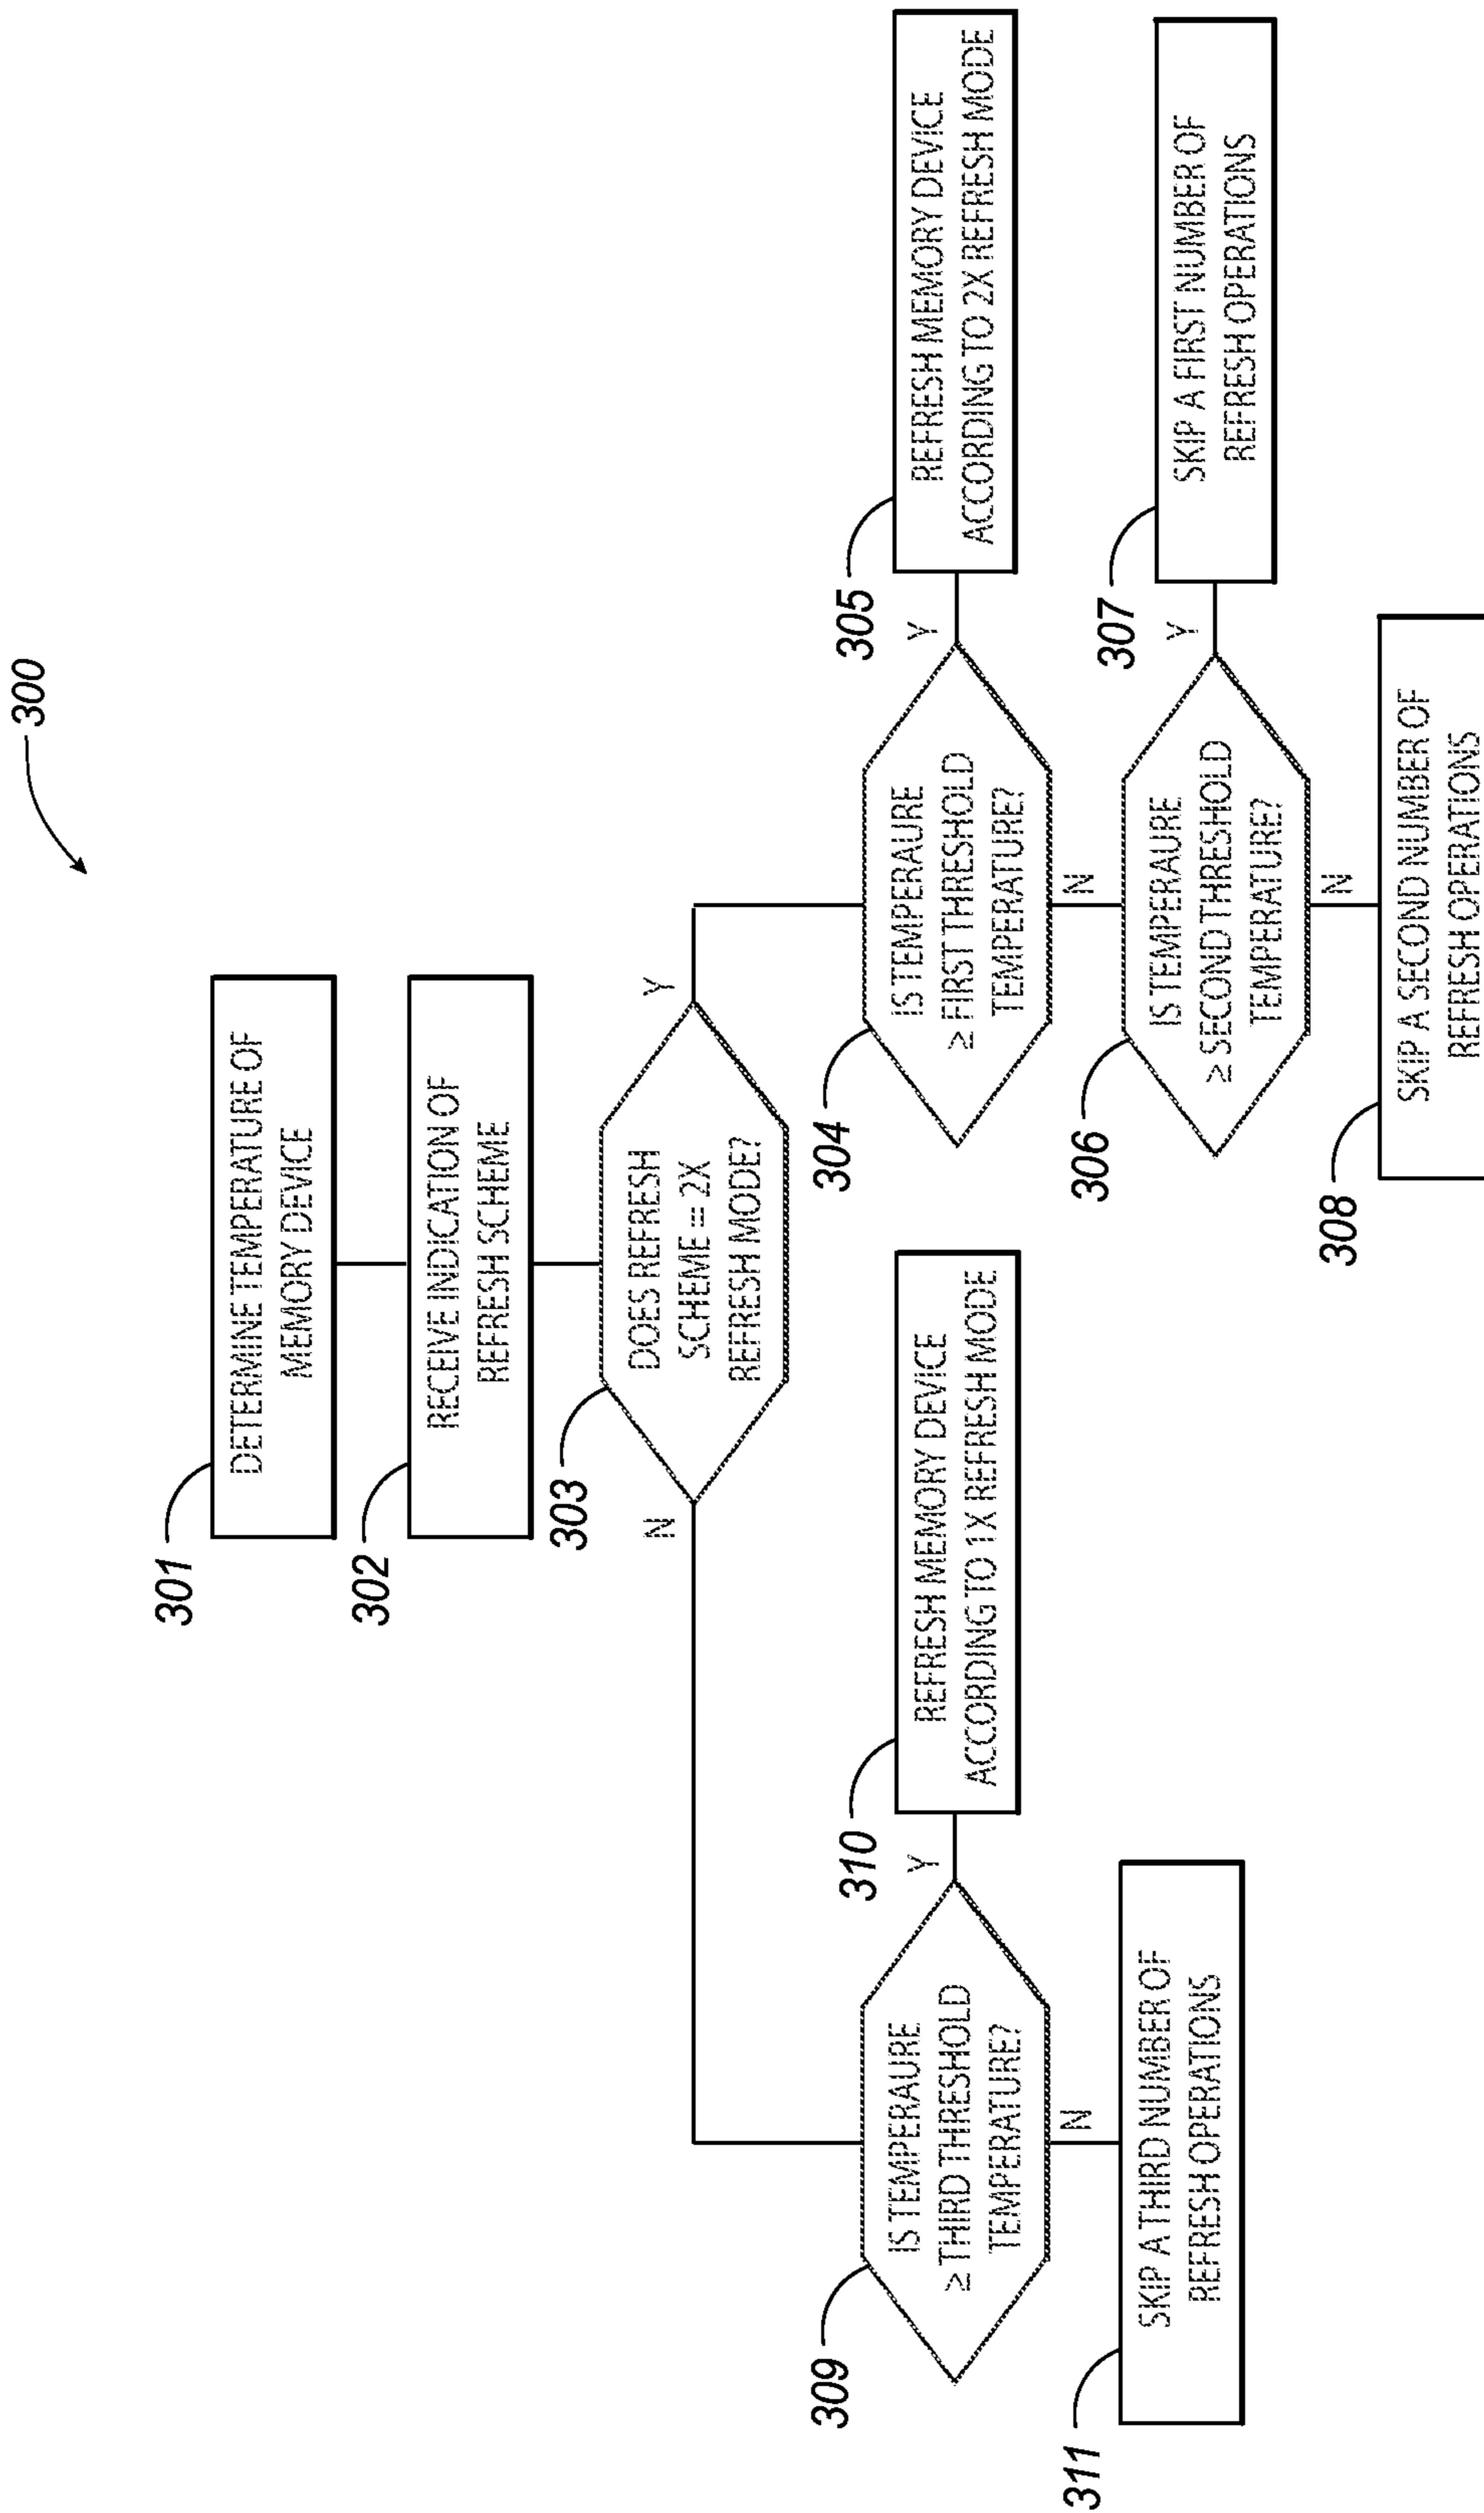 300
301
DETERMINE TEMPERATURE OF
MEMORY DEVICE
302
RECEIVE INDICATION OF
REFRESH SCHEME
303
DOES REFRESH
SCHEME == 2X
REFRESH MODE?
N
Y
304
IS TEMPERAURE
≥ FIRST THRESHOLD
TEMPERATURE?
Y
N
305
REFRESH MEMORY DEVICE
ACCORDING TO 2X REFRESH MODE
306
IS TEMPERAURE
≥ SECOND THRESHOLD
TEMPERATURE?
Y
N
307
SKIP A FIRST NUMBER OF
REFRESH OPERATIONS
308
SKIP A SECOND NUMBER OF
REFRESH OPERATIONS
309
IS TEMPERAURE
≥ THIRD THRESHOLD
TEMPERATURE?
Y
N
310
REFRESH MEMORY DEVICE
ACCORDING TO 1X REFRESH MODE
311
SKIP A THIRD NUMBER OF
REFRESH OPERATIONS